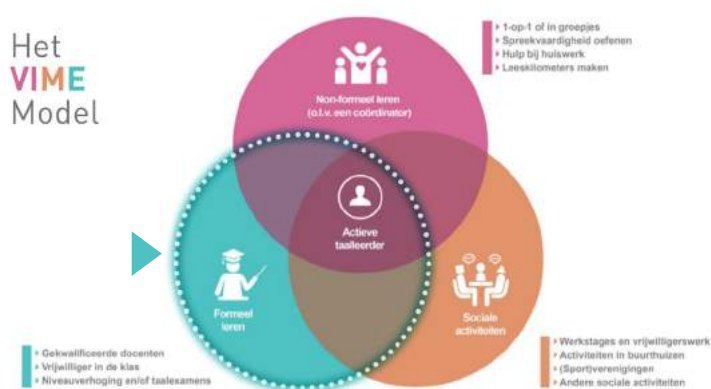 Het
VIME
Model
1-op-1 of in groepjes
Spreekvaardigheid oefenen
Hulp bij huiswerk
Leeskilometers maken
Non-formeel leren
(o.l.v. een coördinator)
Actieve
taalleerder
Formeel
leren
Sociale
activiteiten
Gekwalificeerde docenten
Vrijwilliger in de klas
Niveauverhoging en/of taalexamens
Werkstages en vrijwilligerswerk
Activiteiten in buurthuizen
(Sport)verenigingen
Andere sociale activiteiten